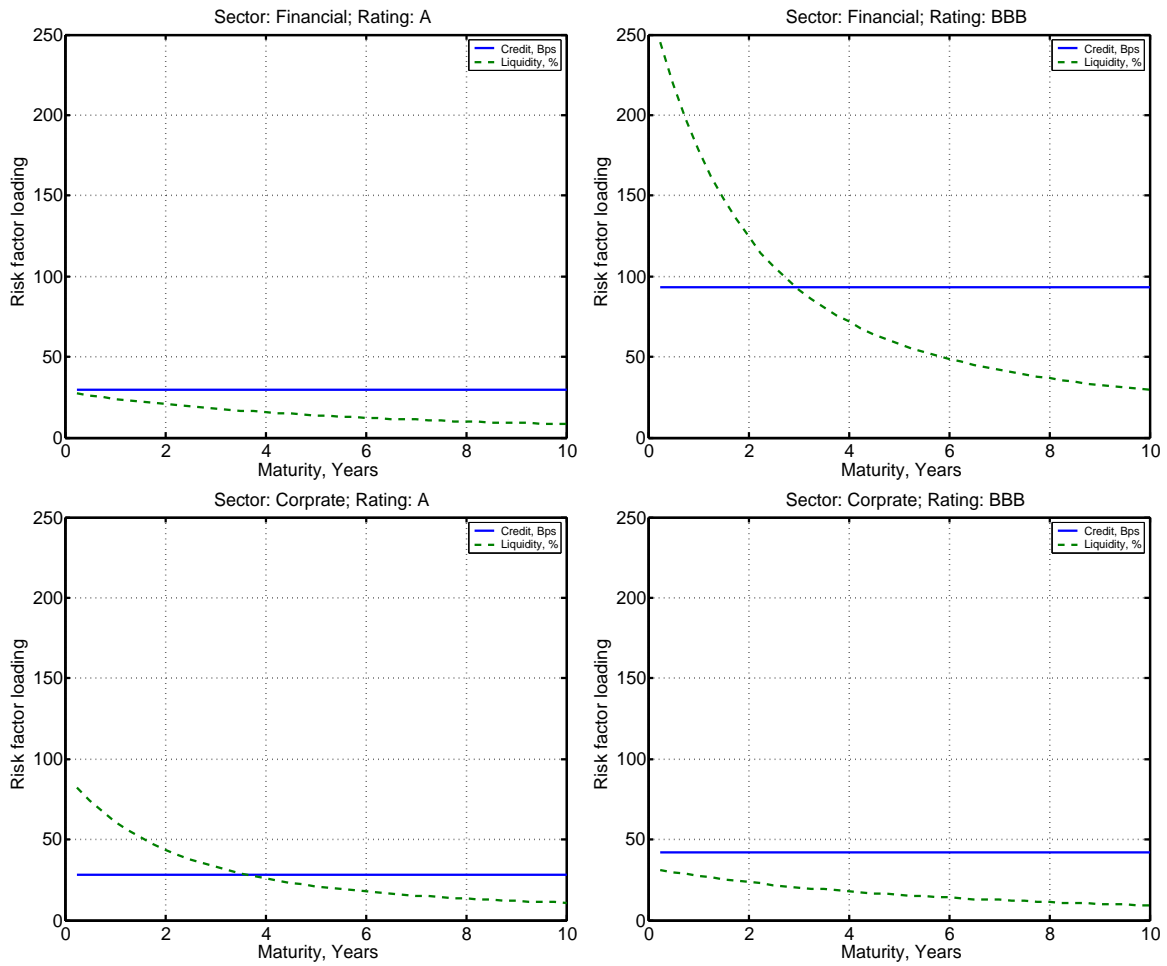 Sector: Financial; Rating: A
250
200
150
100
50
0
Risk factor loading
Credit, Bps
Liquidity, %
0 2 4 6 8 10
Maturity, Years
Sector: Financial; Rating: BBB
250
200
150
100
50
0
Risk factor loading
Credit, Bps
Liquidity, %
0 2 4 6 8 10
Maturity, Years
Sector: Corprate; Rating: A
250
200
150
100
50
0
Risk factor loading
Credit, Bps
Liquidity, %
0 2 4 6 8 10
Maturity, Years
Sector: Corprate; Rating: BBB
250
200
150
100
50
0
Risk factor loading
Credit, Bps
Liquidity, %
0 2 4 6 8 10
Maturity, Years